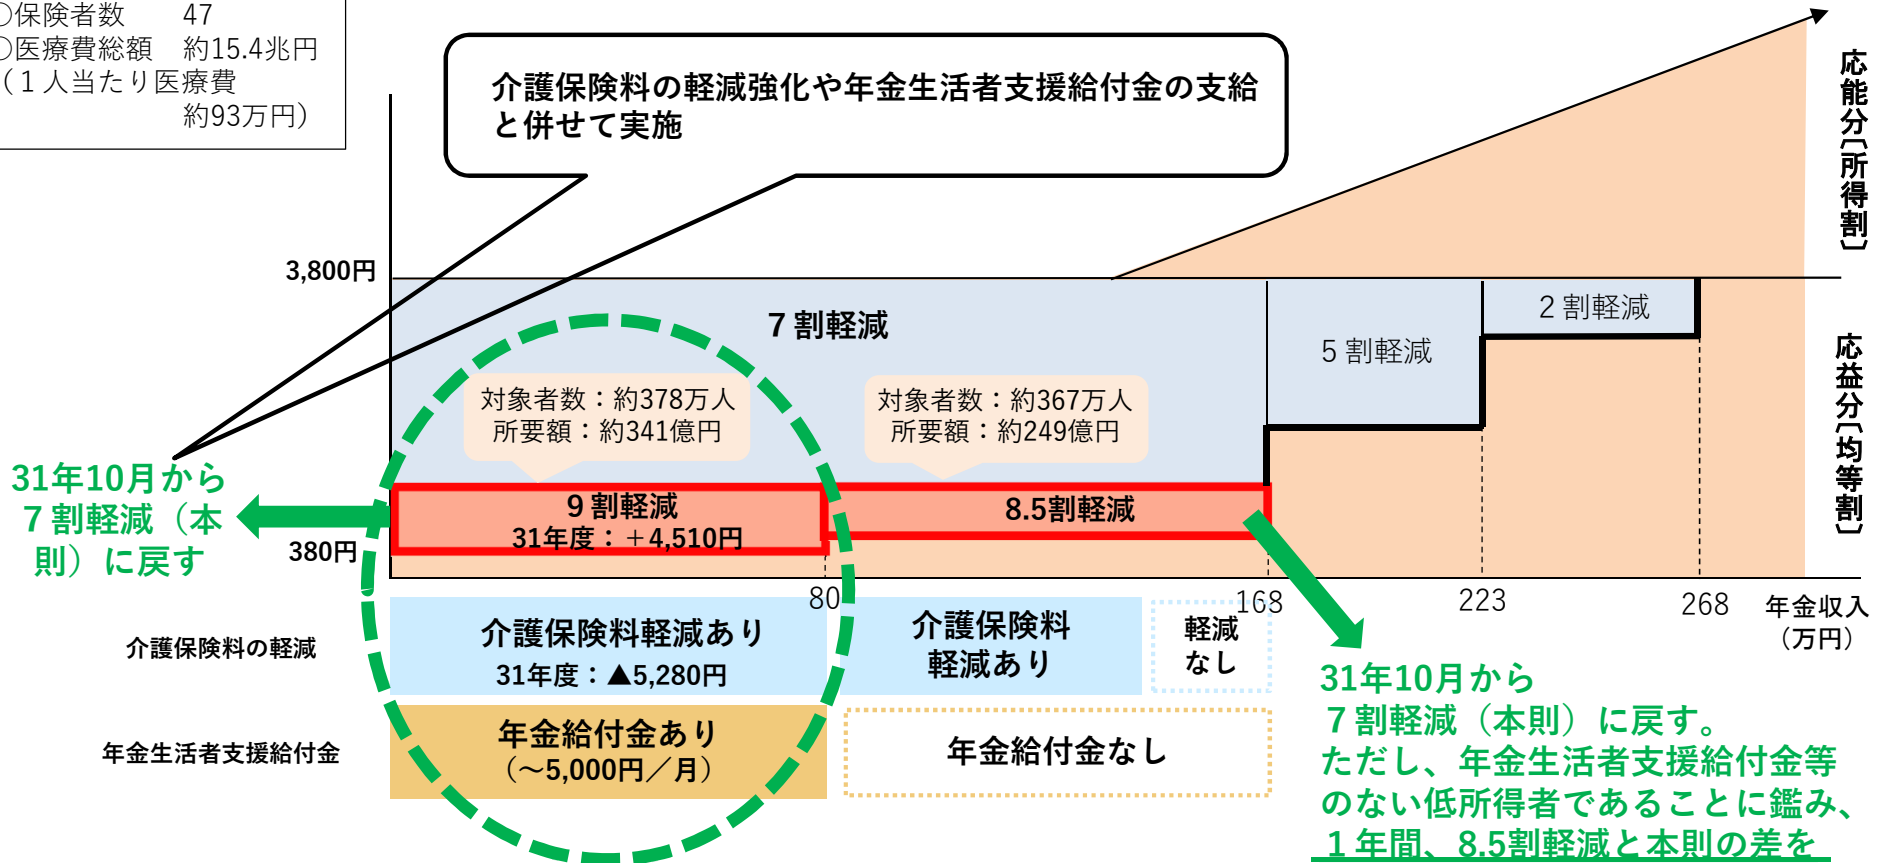 ○保険者数 47
○医療費総額 約15.4兆円
（１人当たり医療費
約93万円）
介護保険料の軽減強化や年金生活者支援給付金の支給
と併せて実施
応能分〔所得割〕
3,800円
７割軽減
２割軽減
５割軽減
応益分〔均等割〕
対象者数：約378万人
所要額：約341億円
対象者数：約367万人
所要額：約249億円
31年10月から
７割軽減（本
則）に戻す
９割軽減
31年度：＋4,510円
8.5割軽減
380円
80
168
223
268
年金収入
（万円）
介護保険料の軽減
介護保険料軽減あり
31年度：▲5,280円
介護保険料
軽減あり
軽減
なし
年金生活者支援給付金
年金給付金あり
（～5,000円／月）
年金給付金なし
31年10月から
７割軽減（本則）に戻す。
ただし、年金生活者支援給付金等
のない低所得者であることに鑑み、
１年間、8.5割軽減と本則の差を